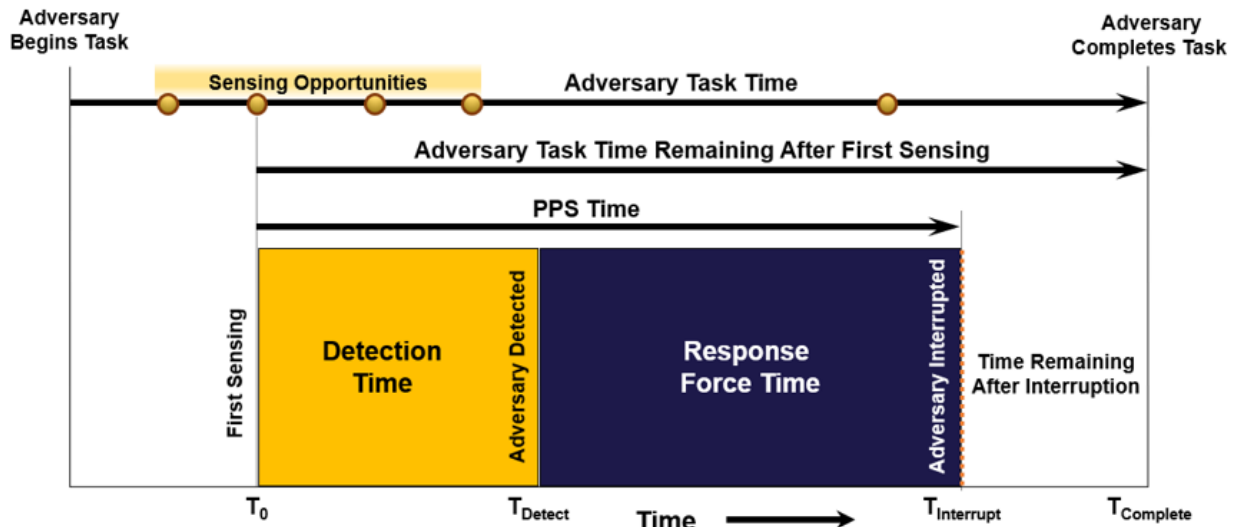 Adversary
Begins Task
Adversary
Completes Task
Sensing Opportunities
Adversary Task Time
Adversary Task Time Remaining After First Sensing
PPS Time
First Sensing
Detection
Time
Adversary Detected
Response
Force Time
Adversary Interrupted
Time Remaining
After Interruption
T0
TDetect
Time
TInterrupt
TComplete